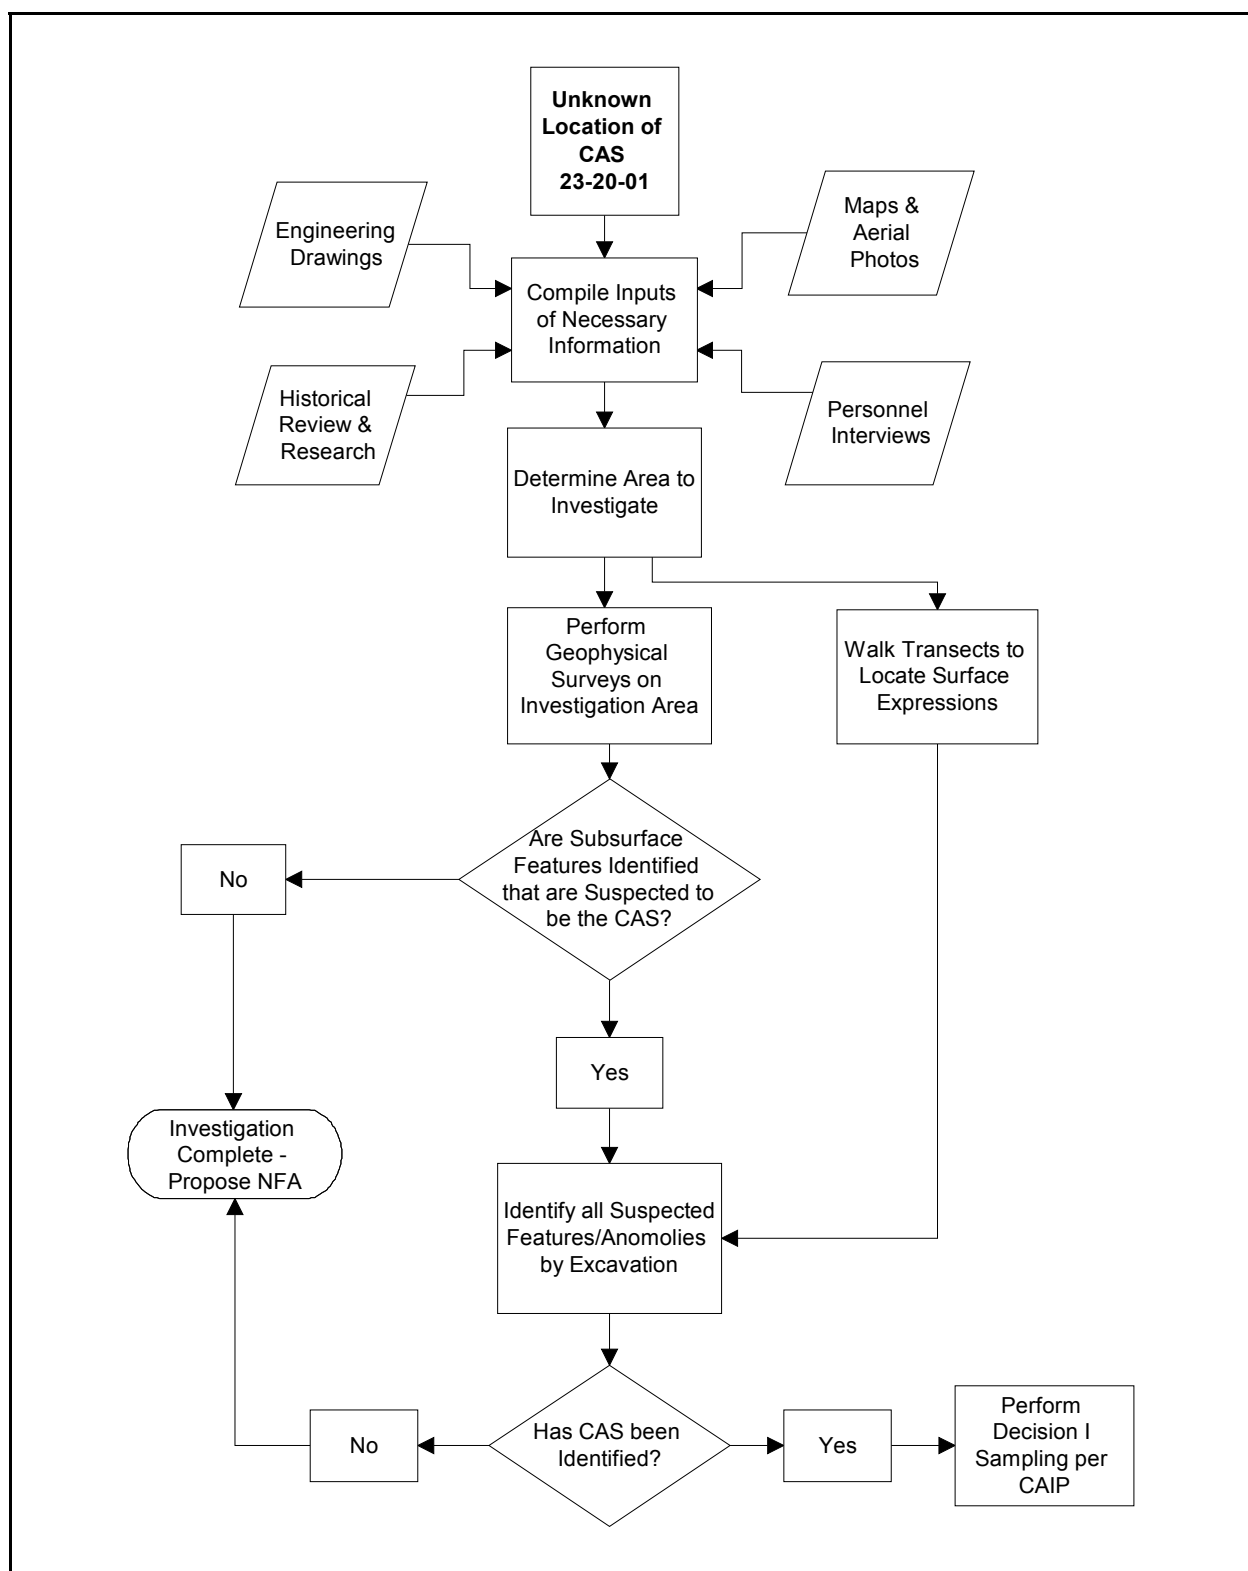 Unknown
Location of
CAS
23-20-01
Engineering
Drawings
Maps &
Aerial
Photos
Compile Inputs
of Necessary
Information
Historical
Review &
Research
Personnel
Interviews
Determine Area to
Investigate
Perform
Geophysical
Surveys on
Investigation Area
Walk Transects to
Locate Surface
Expressions
Are Subsurface
Features Identified
that are Suspected to
be the CAS?
No
Yes
Investigation
Complete -
Propose NFA
Identify all Suspected
Features/Anomolies
by Excavation
Has CAS been
Identified?
No
Yes
Perform
Decision I
Sampling per
CAIP